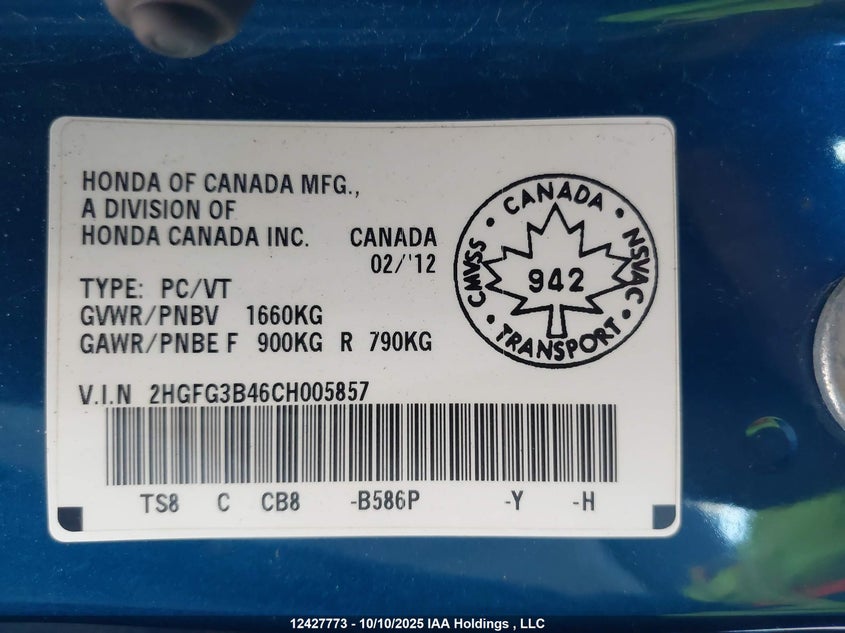 HONDA OF CANADA MFG.,
A DIVISION OF
HONDA CANADA INC. CANADA
02/'12
TYPE: PC/VT
GVWR/PNBV 1660KG
GAWR/PNBE F 900KG R 790KG
V.I.N 2HGFG3B46CH005857
TS8 C CB8 -B586P -Y -H
CANADA
CMVSS 942 NSVAC
TRANSPORT
12427773 - 10/10/2025 IAA Holdings , LLC